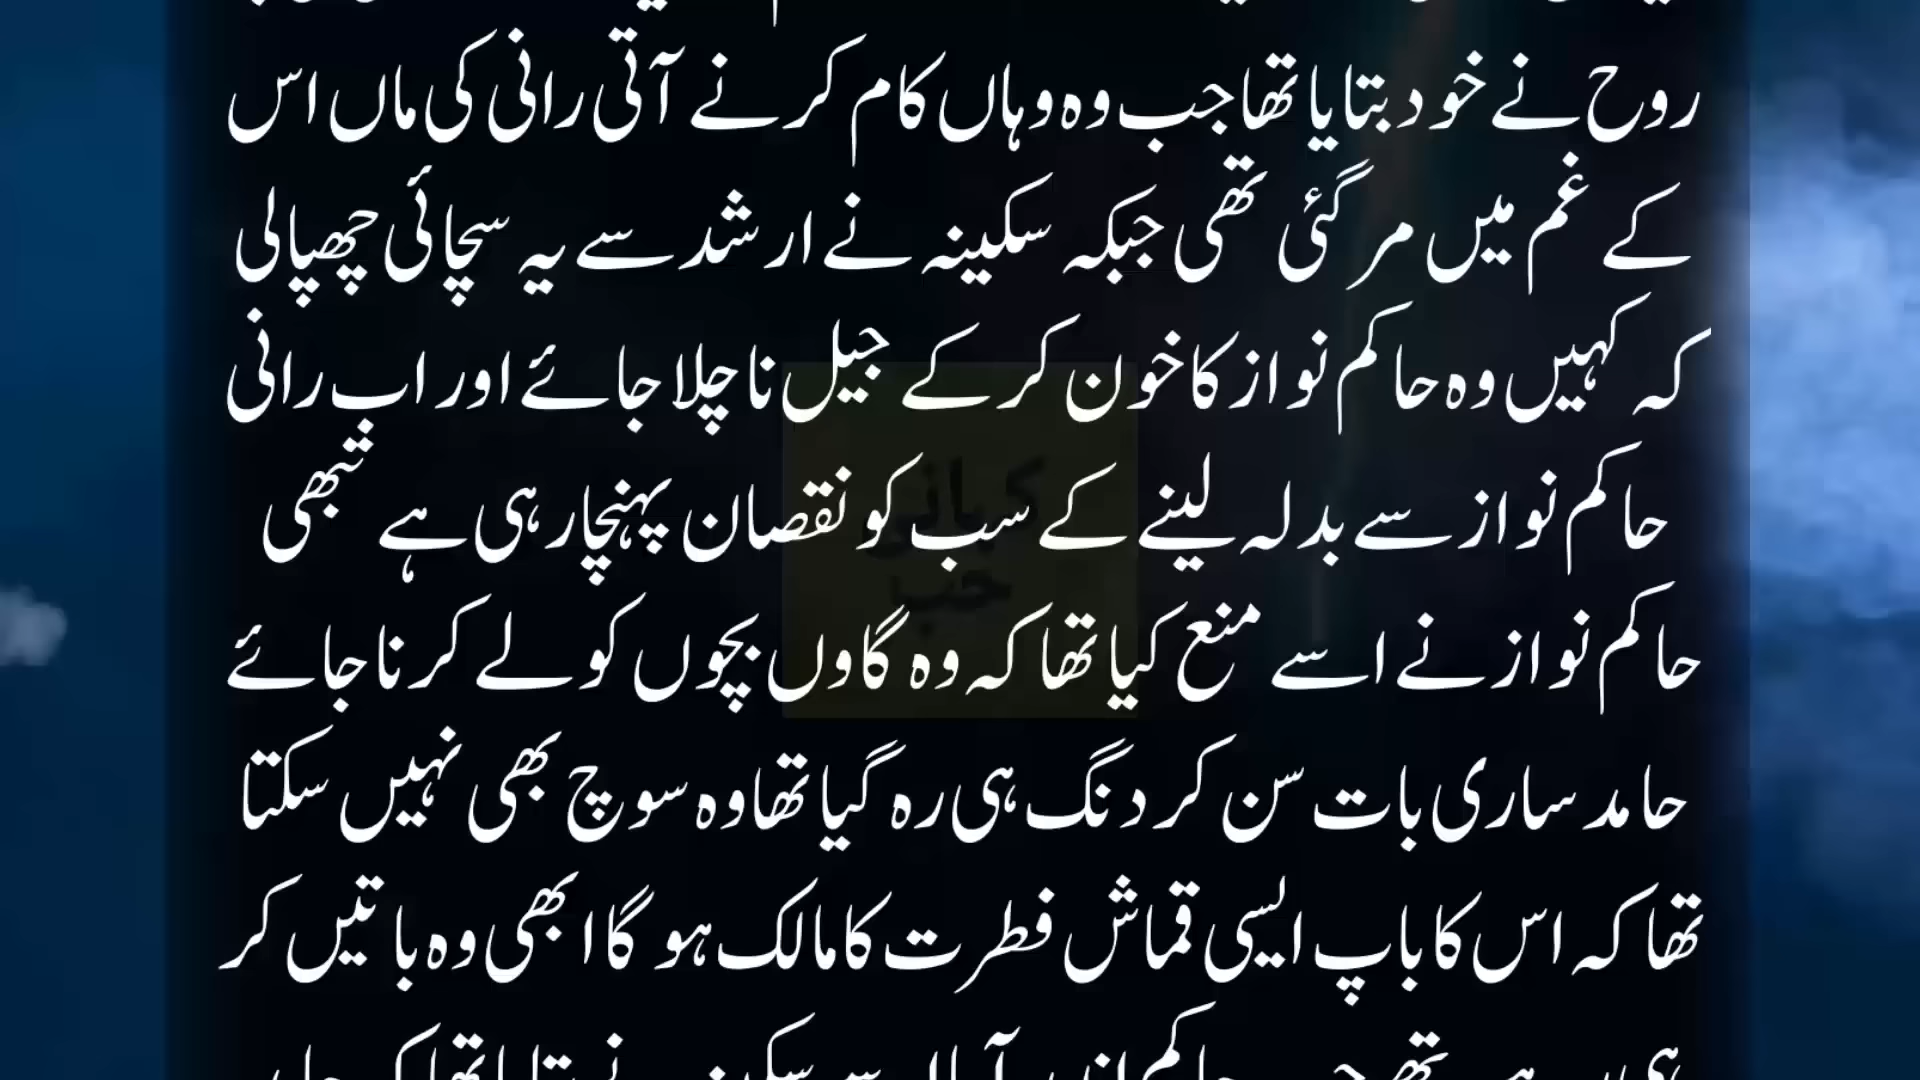 روح نے خود بتایا تھا جب وہ وہاں کام کرنے آتی رانی کی ماں اس
کے غم میں مر گئی تھی جبکہ سکینہ نے ارشد سے یہ سچائی چھپالی
کہ کہیں وہ حاکم نواز کا خون کر کے جیل نا چلا جائے اور اب رانی
حاکم نواز سے بدلہ لینے کے سب کو نقصان پہنچا رہی ہے تبھی
حاکم نواز نے اسے منع کیا تھا کہ وہ گاوں بچوں کو لے کر نا جائے
حامد ساری بات سن کر دنگ ہی رہ گیا تھا وہ سوچ بھی نہیں سکتا
تھا کہ اس کا باپ ایسی قماش فطرت کا مالک ہو گا ابھی وہ باتیں کر
کہانی
حب